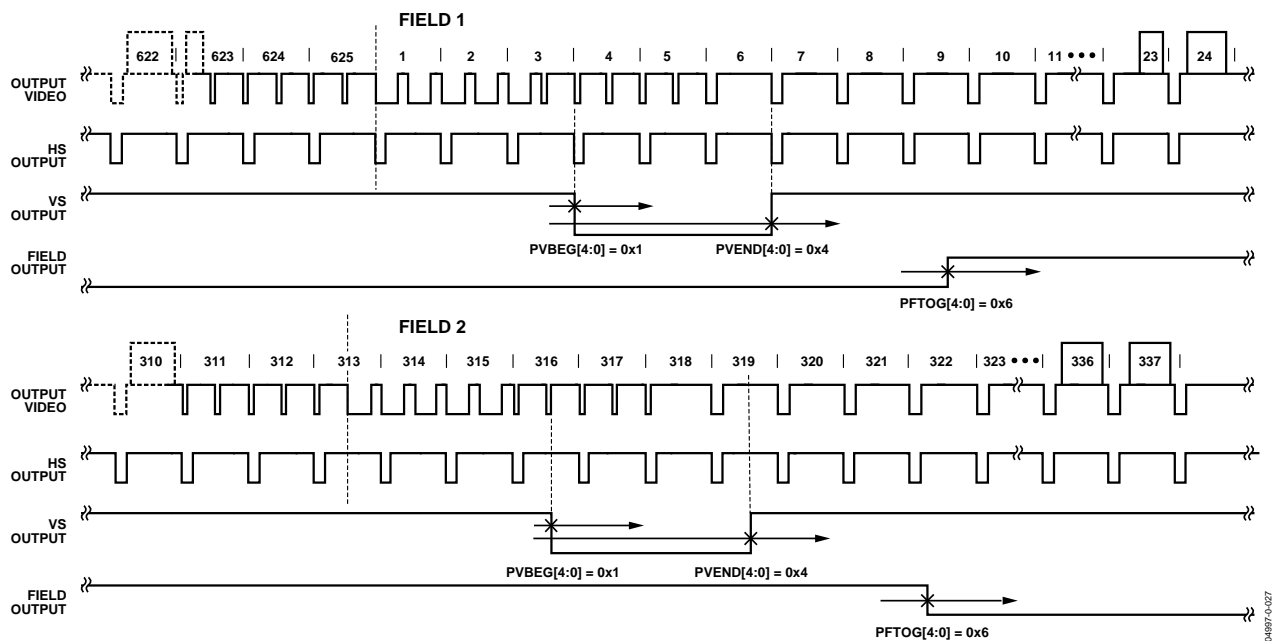 FIELD 1
622 623 624 625 1 2 3 4 5 6 7 8 9 10 11 ••• 23 24
OUTPUT
VIDEO
HS
OUTPUT
VS
OUTPUT
PVBEG[4:0] = 0x1 PVEND[4:0] = 0x4
FIELD
OUTPUT
PFTOG[4:0] = 0x6
FIELD 2
310 311 312 313 314 315 316 317 318 319 320 321 322 323 ••• 336 337
OUTPUT
VIDEO
HS
OUTPUT
VS
OUTPUT
PVBEG[4:0] = 0x1 PVEND[4:0] = 0x4
FIELD
OUTPUT
PFTOG[4:0] = 0x6
04997-0-027